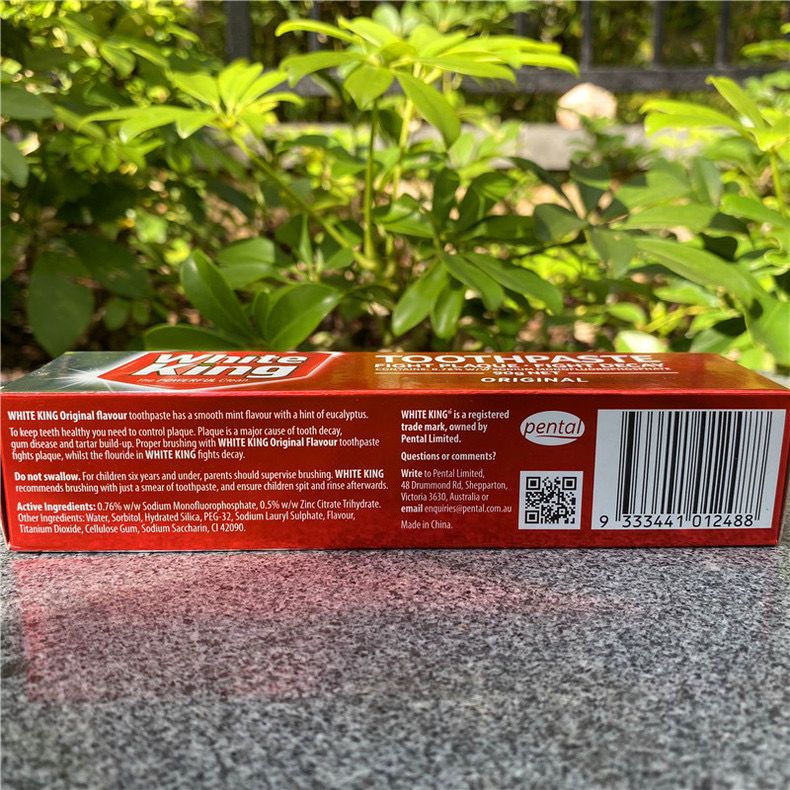 White
King
The POWERFUL Clean
TOOTHPASTE
ORIGINAL
WHITE KING Original flavour toothpaste has a smooth mint flavour with a hint of eucalyptus.
To keep teeth healthy you need to control plaque. Plaque is a major cause of tooth decay,
gum disease and tartar build-up. Proper brushing with WHITE KING Original Flavour toothpaste
fights plaque, whilst the flouride in WHITE KING fights decay.
Do not swallow. For children six years and under, parents should supervise brushing. WHITE KING
recommends brushing with just a smear of toothpaste, and ensure children spit and rinse afterwards.
Active Ingredients: 0.76% w/w Sodium Monofluorophosphate, 0.5% w/w Zinc Citrate Trihydrate.
Other Ingredients: Water, Sorbitol, Hydrated Silica, PEG-32, Sodium Lauryl Sulphate, Flavour,
Titanium Dioxide, Cellulose Gum, Sodium Saccharin, CI 42090.
WHITE KING® is a registered
trade mark, owned by
Pental Limited.
Questions or comments?
Write to Pental Limited,
48 Drummond Rd, Shepparton,
Victoria 3630, Australia or
email enquiries@pental.com.au
Made in China.
pental
9 333441 012488